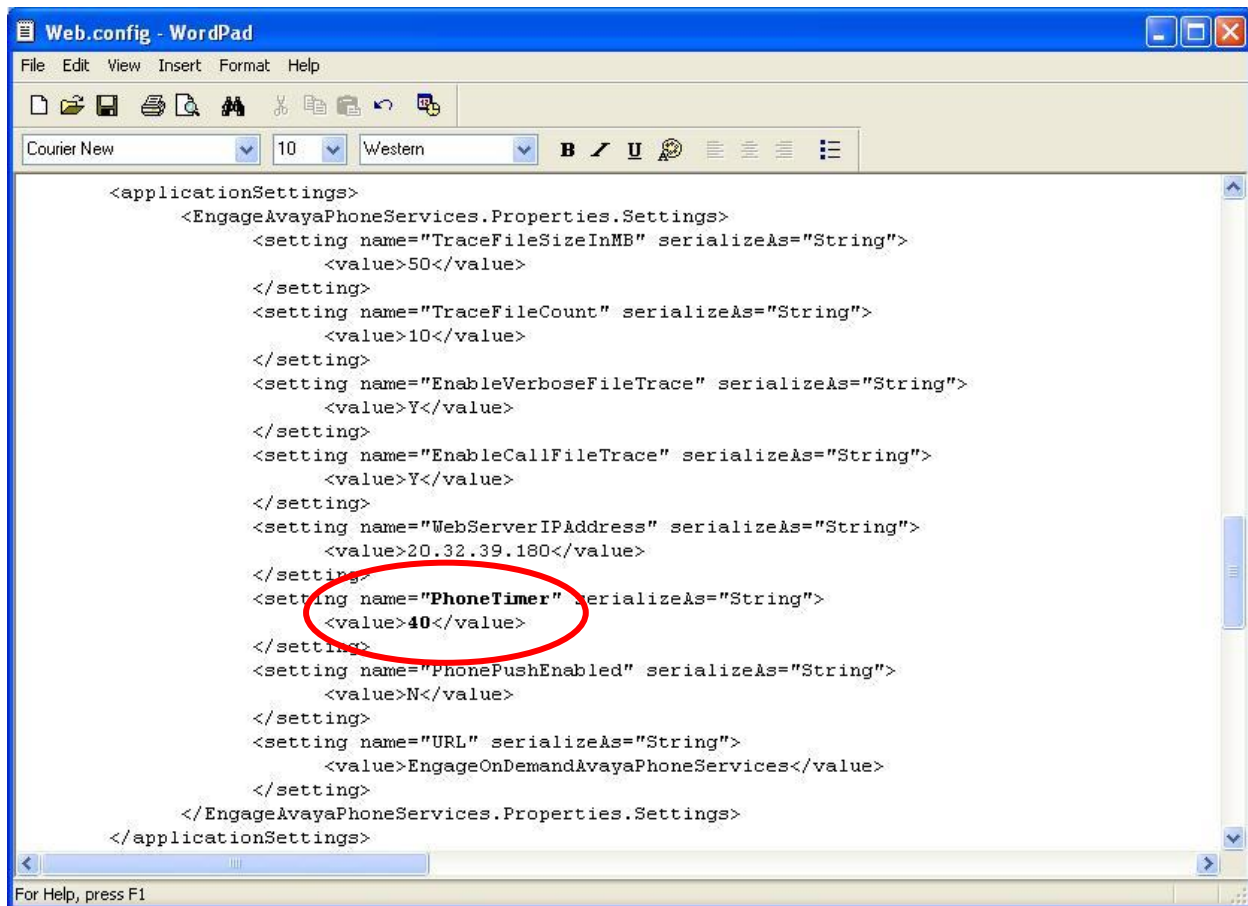 Web.config - WordPad
File Edit View Insert Format Help
Courier New 10 Western B I U
<applicationSettings>
<EngageAvayaPhoneServices.Properties.Settings>
<setting name="TraceFileSizeInMB" serializeAs="String">
<value>50</value>
</setting>
<setting name="TraceFileCount" serializeAs="String">
<value>10</value>
</setting>
<setting name="EnableVerboseFileTrace" serializeAs="String">
<value>Y</value>
</setting>
<setting name="EnableCallFileTrace" serializeAs="String">
<value>Y</value>
</setting>
<setting name="WebServerIPAddress" serializeAs="String">
<value>20.32.39.180</value>
</setting>
<setting name="PhoneTimer" serializeAs="String">
<value>40</value>
</setting>
<setting name="PhonePushEnabled" serializeAs="String">
<value>N</value>
</setting>
<setting name="URL" serializeAs="String">
<value>EngageOnDemandAvayaPhoneServices</value>
</setting>
</EngageAvayaPhoneServices.Properties.Settings>
</applicationSettings>
For Help, press F1